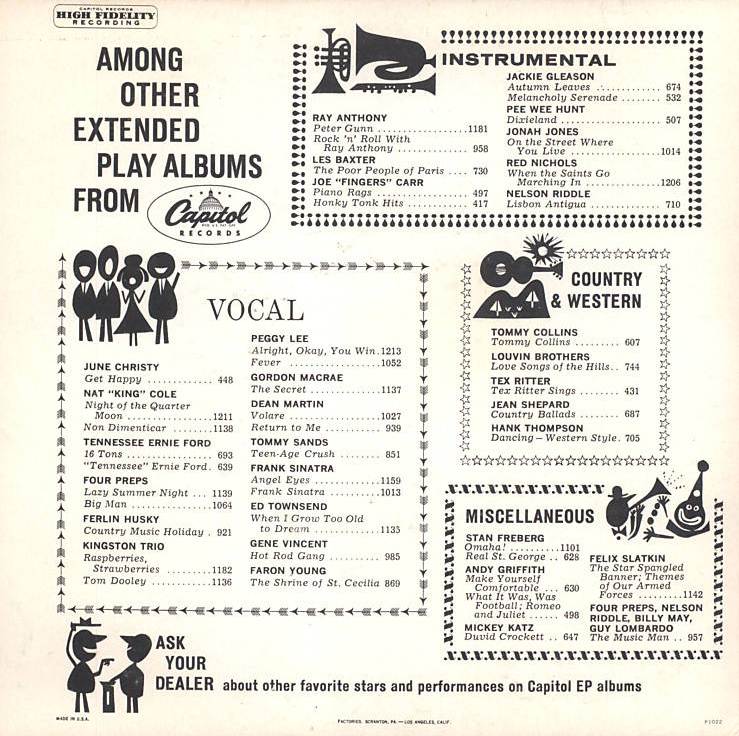 CAPITOL RECORDS
HIGH FIDELITY
RECORDING
AMONG
OTHER
EXTENDED
PLAY ALBUMS
FROM
Capitol
RECORDS
INSTRUMENTAL
RAY ANTHONY
Peter Gunn ..................1181
Rock 'n' Roll With
Ray Anthony ............. 958
LES BAXTER
The Poor People of Paris .... 730
JOE "FINGERS" CARR
Piano Rags ................. 497
Honky Tonk Hits ............ 417
JACKIE GLEASON
Autumn Leaves ............. 674
Melancholy Serenade ........ 532
PEE WEE HUNT
Dixieland .................. 507
JONAH JONES
On the Street Where
You Live .................1014
RED NICHOLS
When the Saints Go
Marching In ..............1206
NELSON RIDDLE
Lisbon Antigua ............. 710
VOCAL
JUNE CHRISTY
Get Happy ............. 448
NAT "KING" COLE
Night of the Quarter
Moon .................1211
Non Dimenticar ..........1138
TENNESSEE ERNIE FORD
16 Tons ................. 693
"Tennessee" Ernie Ford. 639
FOUR PREPS
Lazy Summer Night ... 1139
Big Man ................1064
FERLIN HUSKY
Country Music Holiday . 921
KINGSTON TRIO
Raspberries,
Strawberries ..........1182
Tom Dooley .............1136
PEGGY LEE
Alright, Okay, You Win.1213
Fever ..................1052
GORDON MACRAE
The Secret .............1137
DEAN MARTIN
Volare .................1027
Return to Me ........... 939
TOMMY SANDS
Teen-Age Crush ........ 851
FRANK SINATRA
Angel Eyes .............1159
Frank Sinatra ..........1013
ED TOWNSEND
When I Grow Too Old
to Dream .............1135
GENE VINCENT
Hot Rod Gang .......... 985
FARON YOUNG
The Shrine of St. Cecilia 869
COUNTRY
& WESTERN
TOMMY COLLINS
Tommy Collins .......... 607
LOUVIN BROTHERS
Love Songs of the Hills.. 744
TEX RITTER
Tex Ritter Sings ........ 431
JEAN SHEPARD
Country Ballads ........ 687
HANK THOMPSON
Dancing – Western Style. 705
MISCELLANEOUS
STAN FREBERG
Omaha! ..........1101
Real St. George .. 628
ANDY GRIFFITH
Make Yourself
Comfortable ... 630
What It Was, Was
Football; Romeo
and Juliet ...... 498
MICKEY KATZ
Duvid Crockett .. 647
FELIX SLATKIN
The Star Spangled
Banner; Themes
of Our Armed
Forces .........1142
FOUR PREPS, NELSON
RIDDLE, BILLY MAY,
GUY LOMBARDO
The Music Man .. 957
ASK
YOUR
DEALER about other favorite stars and performances on Capitol EP albums
MADE IN U.S.A.
FACTORIES: SCRANTON, PA. — LOS ANGELES, CALIF.
P1022